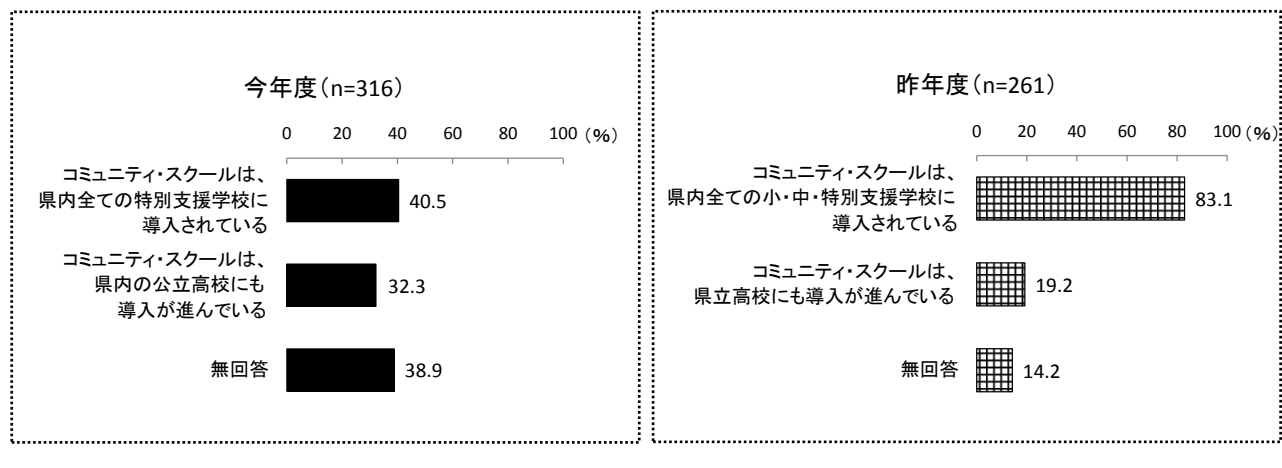 今年度(n=316)
0 20 40 60 80 100 (%)
コミュニティ・スクールは、
県内全ての特別支援学校に
導入されている
40.5
コミュニティ・スクールは、
県内の公立高校にも
導入が進んでいる
32.3
無回答
38.9
昨年度(n=261)
0 20 40 60 80 100 (%)
コミュニティ・スクールは、
県内全ての小・中・特別支援学校に
導入されている
83.1
コミュニティ・スクールは、
県立高校にも導入が進んでいる
19.2
無回答
14.2